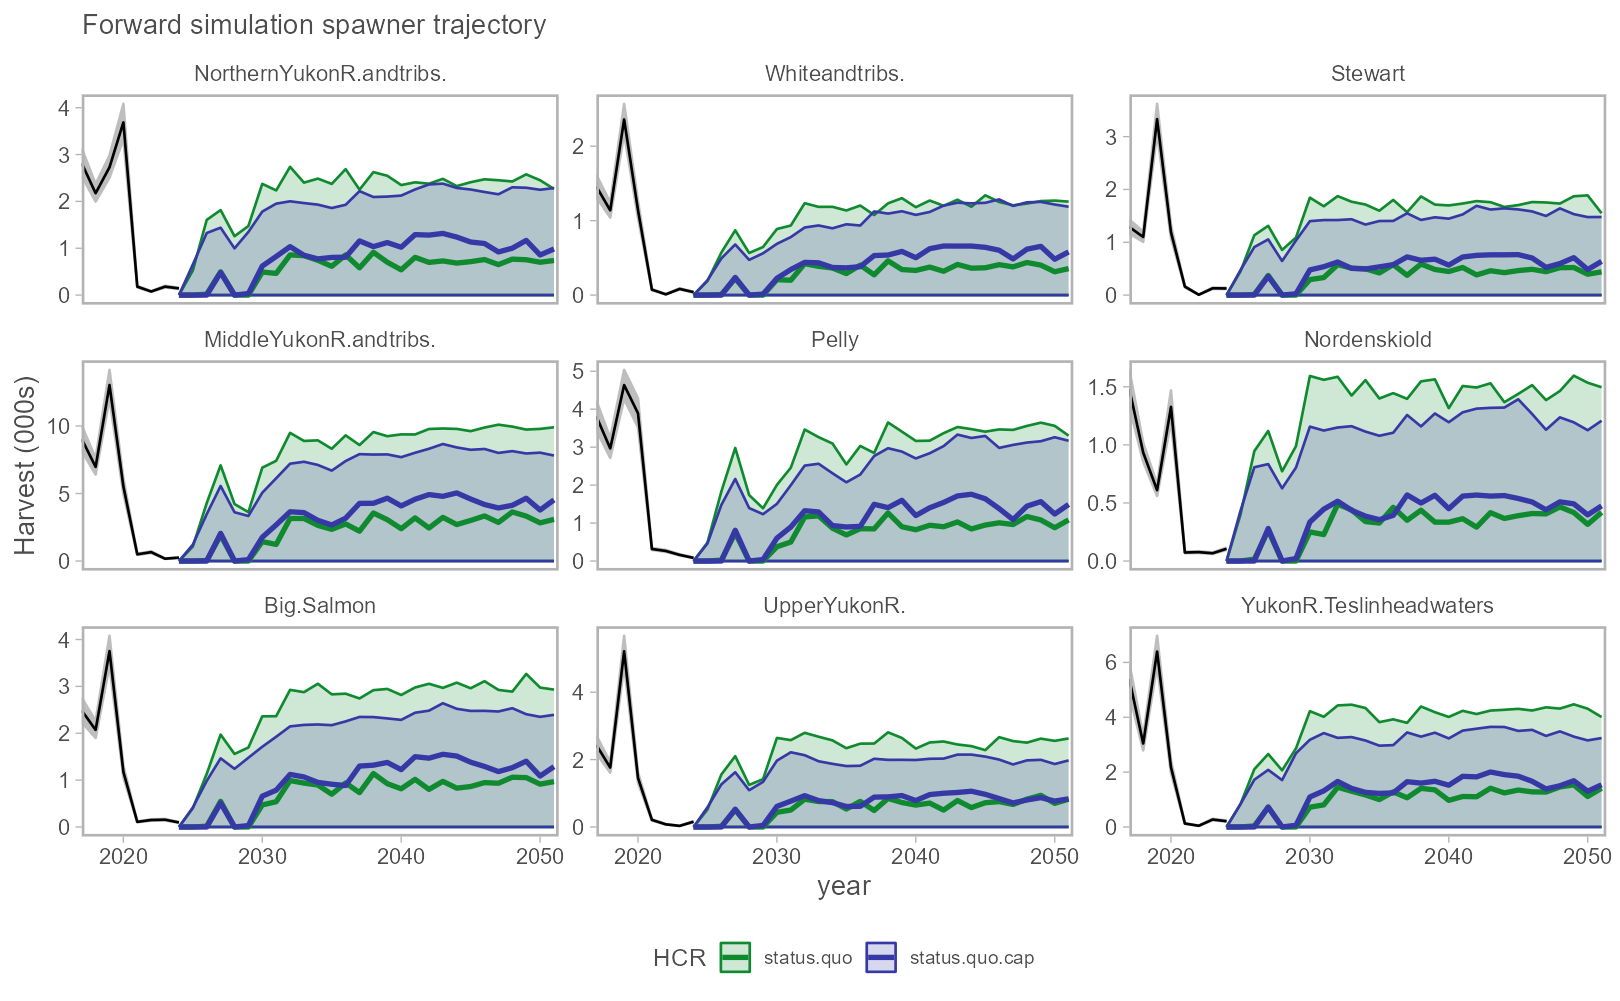 Forward simulation spawner trajectory
NorthernYukonR.andtribs.
Whiteandtribs.
Stewart
4
3
2
1
0
2
1
0
3
2
1
0
MiddleYukonR.andtribs.
Pelly
Nordenskiold
Harvest (000s)
10
5
0
5
4
3
2
1
0
1.5
1.0
0.5
0.0
Big.Salmon
UpperYukonR.
YukonR.Teslinheadwaters
4
3
2
1
0
4
2
0
6
4
2
0
2020 2030 2040 2050
2020 2030 2040 2050
2020 2030 2040 2050
year
HCR status.quo status.quo.cap